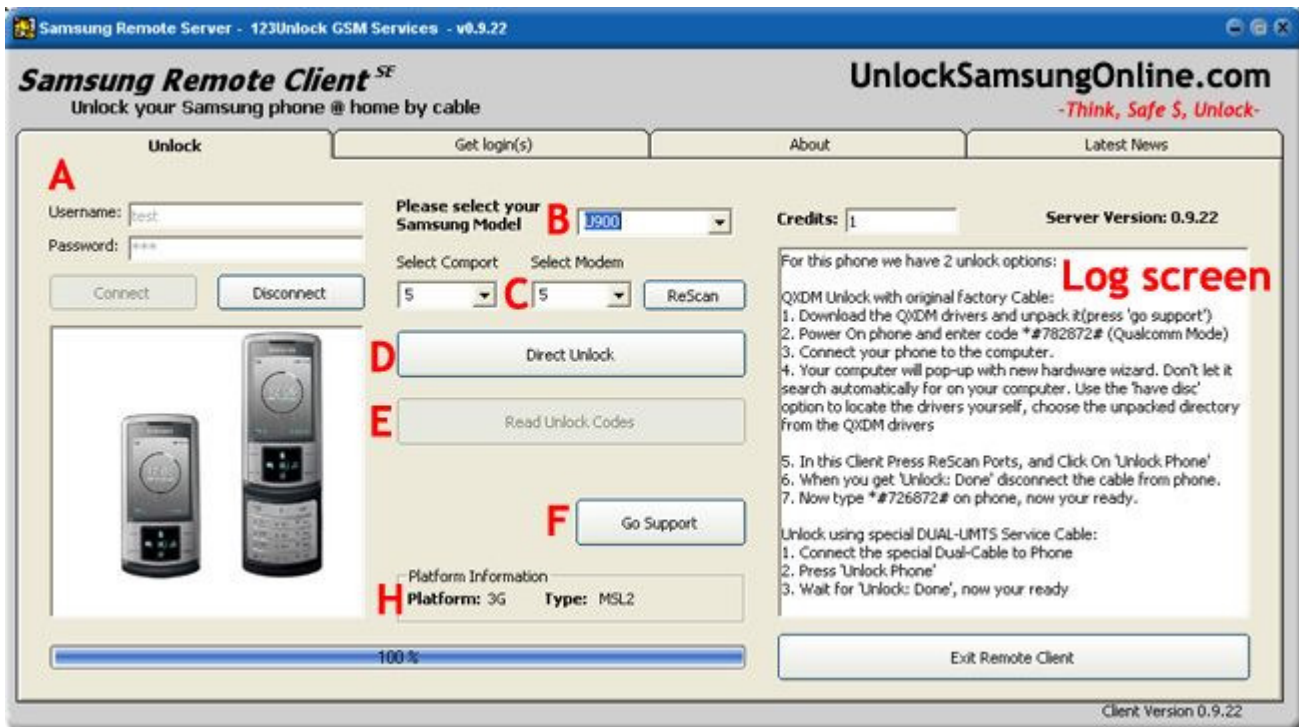 Samsung Remote Server - 123Unlock GSM Services - v0.9.22
Samsung Remote Client SE
Unlock your Samsung phone @ home by cable
UnlockSamsungOnline.com
-Think, Safe $, Unlock-
Unlock
Get login(s)
About
Latest News
A
Username: test
Password: ***
Connect
Disconnect
Please select your
Samsung Model
B
U900
Select Comport
Select Modem
5
C
5
ReScan
D
Direct Unlock
E
Read Unlock Codes
F
Go Support
Platform Information
H
Platform: 3G Type: MSL2
100 %
Credits: 1
Server Version: 0.9.22
Log screen
For this phone we have 2 unlock options:
QXDM Unlock with original factory Cable:
1. Download the QXDM drivers and unpack it(press 'go support')
2. Power On phone and enter code *#782872# (Qualcomm Mode)
3. Connect your phone to the computer.
4. Your computer will pop-up with new hardware wizard. Don't let it
search automatically for on your computer. Use the 'have disc'
option to locate the drivers yourself, choose the unpacked directory
from the QXDM drivers
5. In this Client Press ReScan Ports, and Click On 'Unlock Phone'
6. When you get 'Unlock: Done' disconnect the cable from phone.
7. Now type *#726872# on phone, now your ready.
Unlock using special DUAL-UMTS Service Cable:
1. Connect the special Dual-Cable to Phone
2. Press 'Unlock Phone'
3. Wait for 'Unlock: Done', now your ready
Exit Remote Client
Client Version 0.9.22